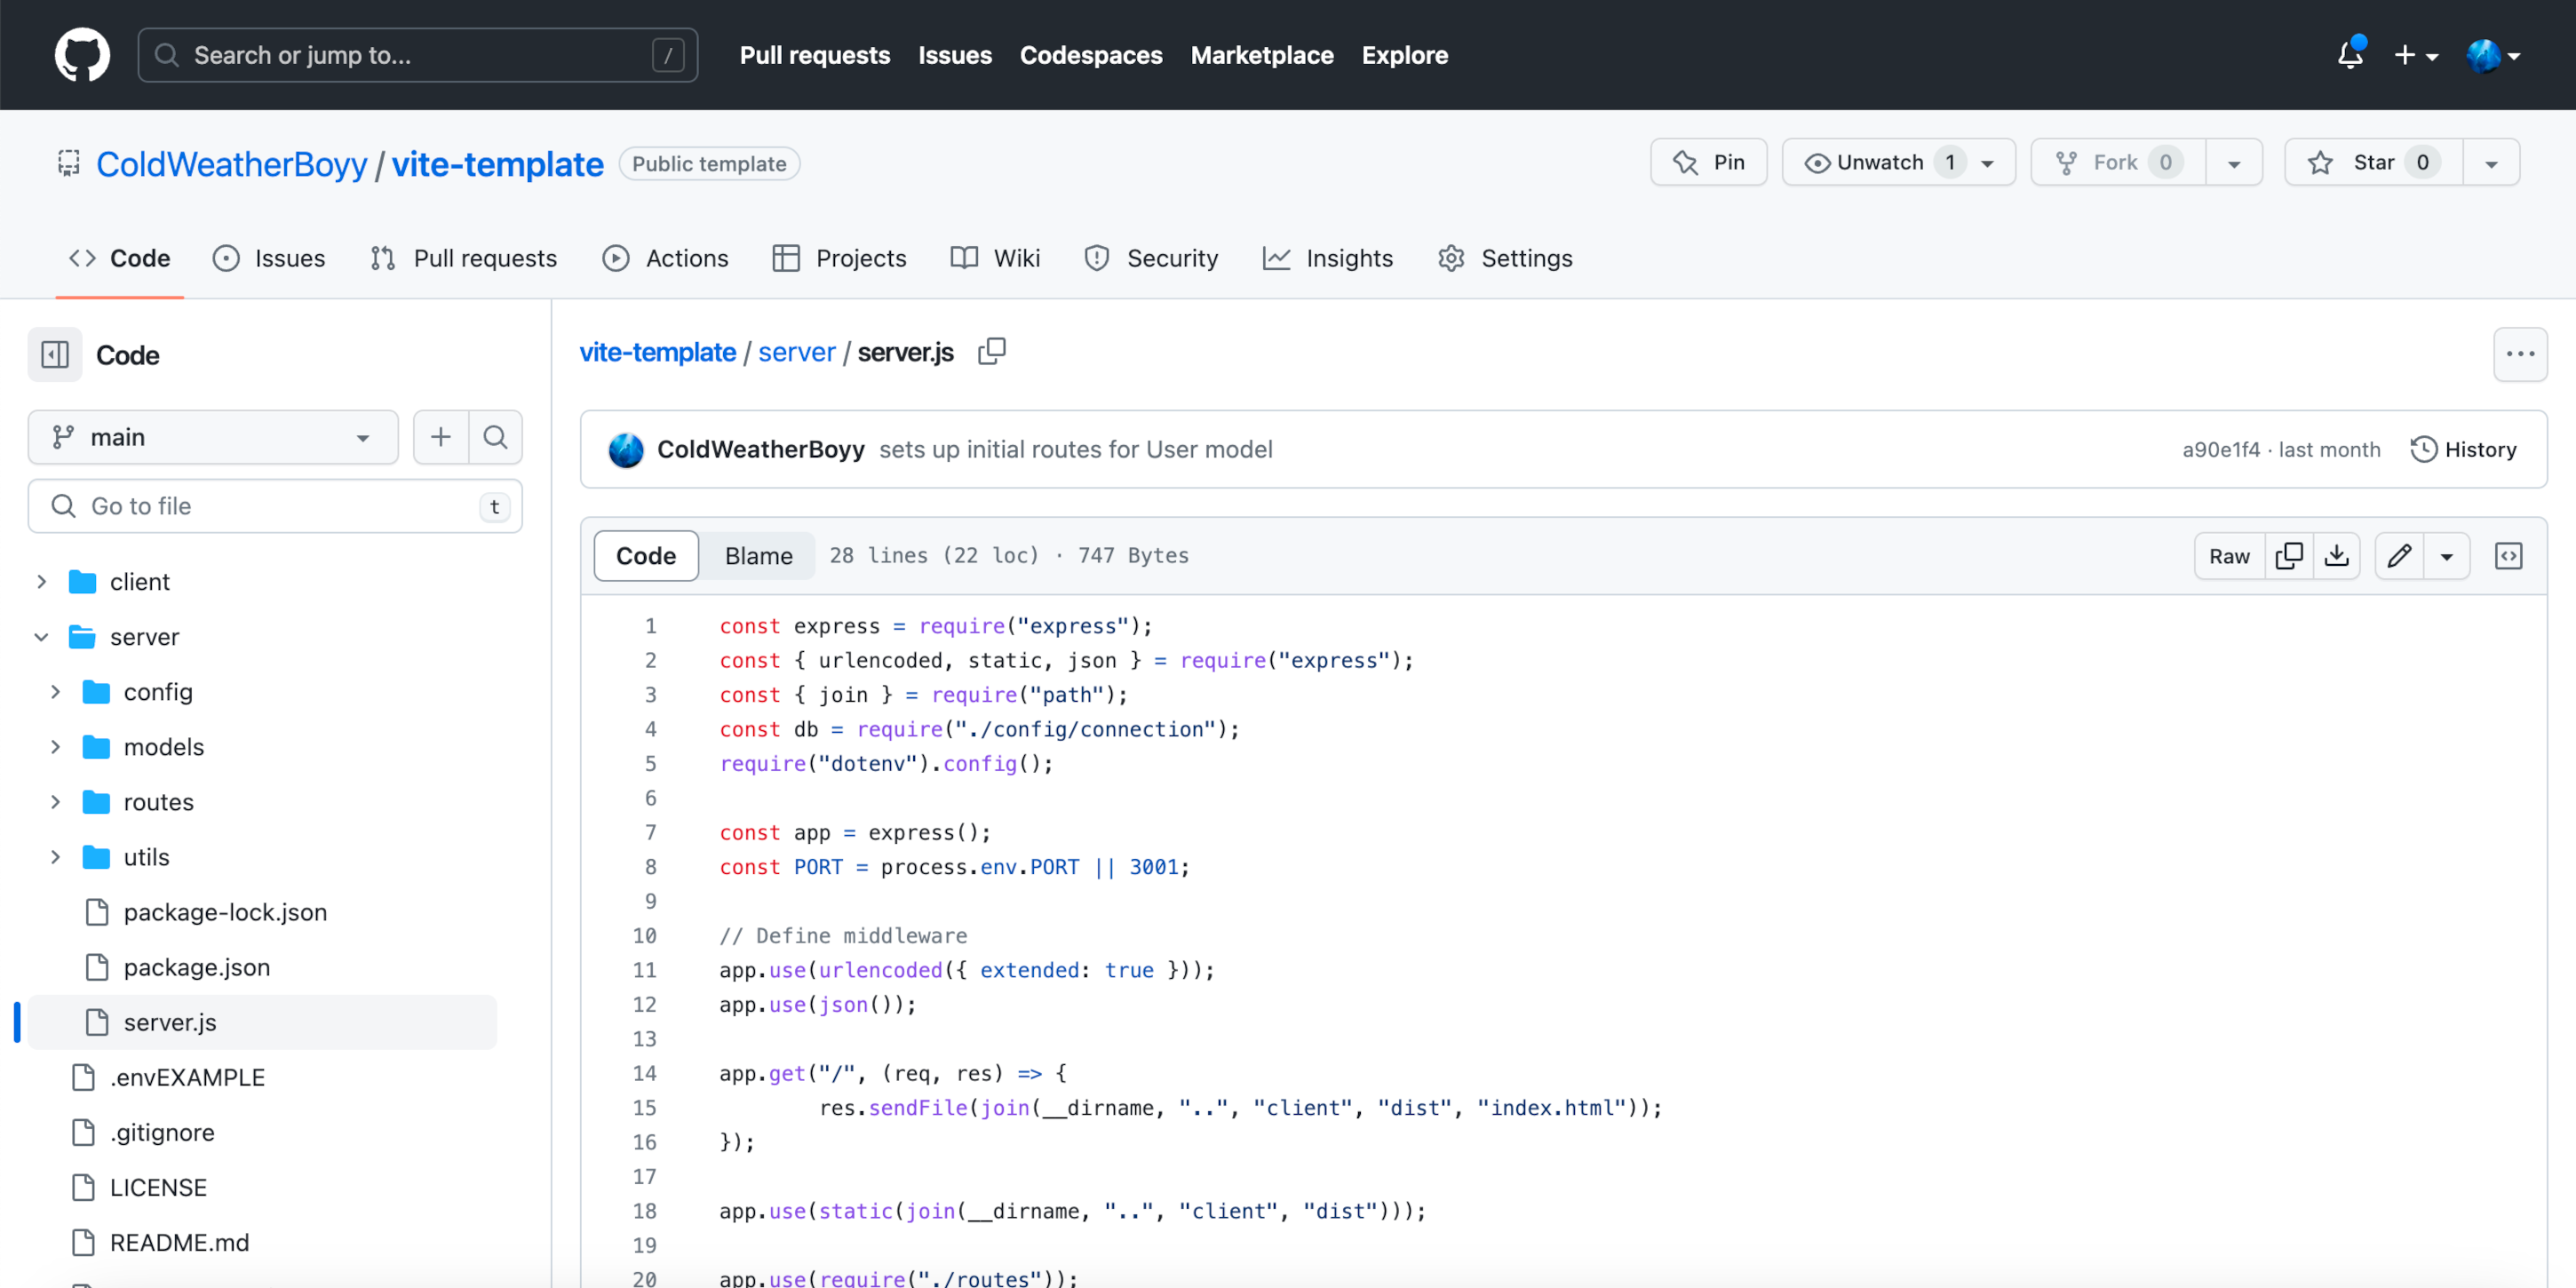 Search or jump to... / Pull requests Issues Codespaces Marketplace Explore
ColdWeatherBoyy / vite-template Public template Pin Unwatch 1 Fork 0 Star 0
Code Issues Pull requests Actions Projects Wiki Security Insights Settings
Code
main
Go to file t
client
server
config
models
routes
utils
package-lock.json
package.json
server.js
.envEXAMPLE
.gitignore
LICENSE
README.md
vite-template / server / server.js
ColdWeatherBoyy sets up initial routes for User model a90e1f4 · last month History
Code Blame 28 lines (22 loc) · 747 Bytes Raw
1 const express = require("express");
2 const { urlencoded, static, json } = require("express");
3 const { join } = require("path");
4 const db = require("./config/connection");
5 require("dotenv").config();
6
7 const app = express();
8 const PORT = process.env.PORT || 3001;
9
10 // Define middleware
11 app.use(urlencoded({ extended: true }));
12 app.use(json());
13
14 app.get("/", (req, res) => {
15 res.sendFile(join(__dirname, "..", "client", "dist", "index.html"));
16 });
17
18 app.use(static(join(__dirname, "..", "client", "dist")));
19
20 app.use(require("./routes"));